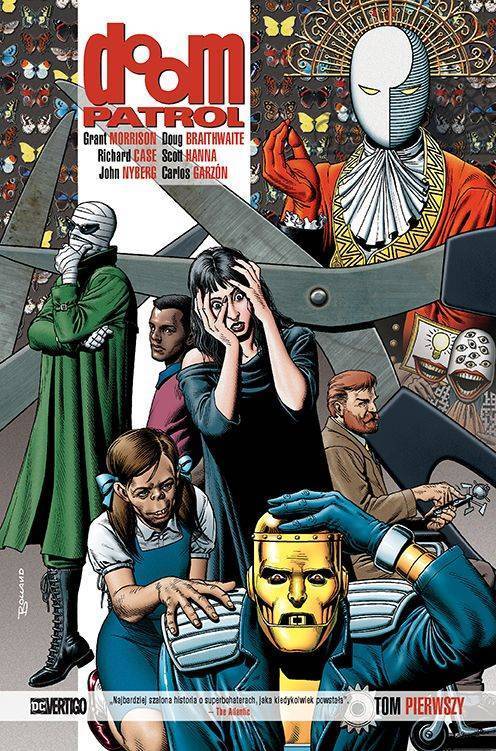 doom
PATROL
Grant MORRISON Doug BRAITHWAITE
Richard CASE Scott HANNA
John NYBERG Carlos GARZÓN
BOLLAND
DC VERTIGO
„Najbardziej szalona historia o superbohaterach, jaka kiedykolwiek powstała”.
– The Atlantic
TOM PIERWSZY